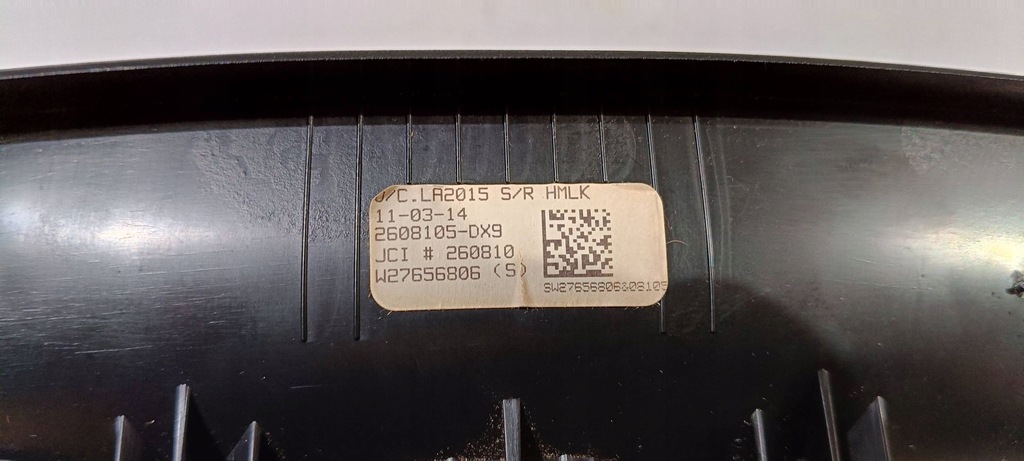 J/C.LA2015 S/R HMLK
11-03-14
2608105-DX9
JCI # 260810
W27656806 (S)
SW27656806&08105